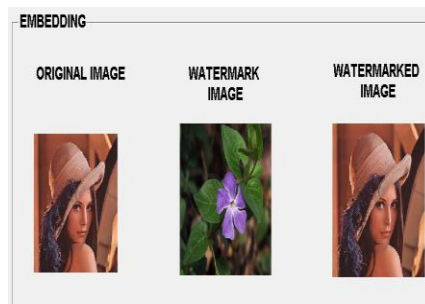 EMBEDDING
ORIGINAL IMAGE
WATERMARK
IMAGE
WATERMARKED
IMAGE